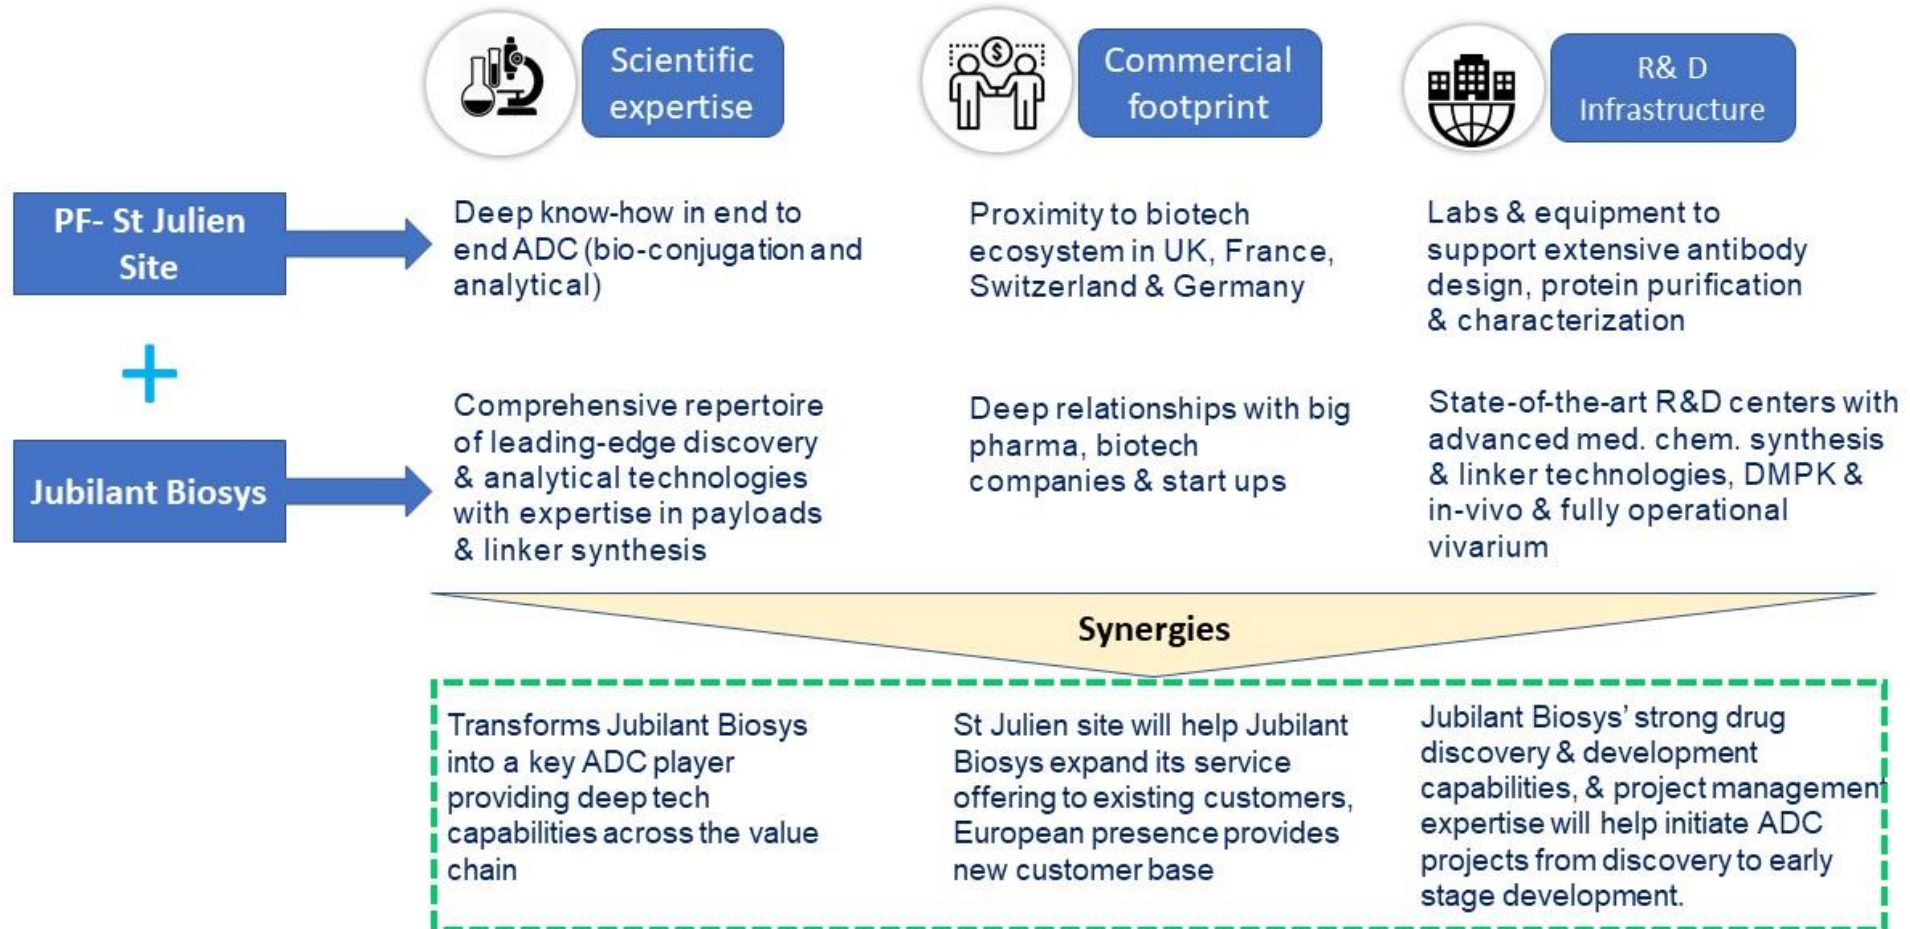 Scientific
expertise
$
Commercial
footprint
R& D
Infrastructure
PF- St Julien
Site
Deep know-how in end to
end ADC (bio-conjugation and
analytical)
Proximity to biotech
ecosystem in UK, France,
Switzerland & Germany
Labs & equipment to
support extensive antibody
design, protein purification
& characterization
+
Jubilant Biosys
Comprehensive repertoire
of leading-edge discovery
& analytical technologies
with expertise in payloads
& linker synthesis
Deep relationships with big
pharma, biotech
companies & start ups
State-of-the-art R&D centers with
advanced med. chem. synthesis
& linker technologies, DMPK &
in-vivo & fully operational
vivarium
Synergies
Transforms Jubilant Biosys
into a key ADC player
providing deep tech
capabilities across the value
chain
St Julien site will help Jubilant
Biosys expand its service
offering to existing customers,
European presence provides
new customer base
Jubilant Biosys’ strong drug
discovery & development
capabilities, & project management
expertise will help initiate ADC
projects from discovery to early
stage development.